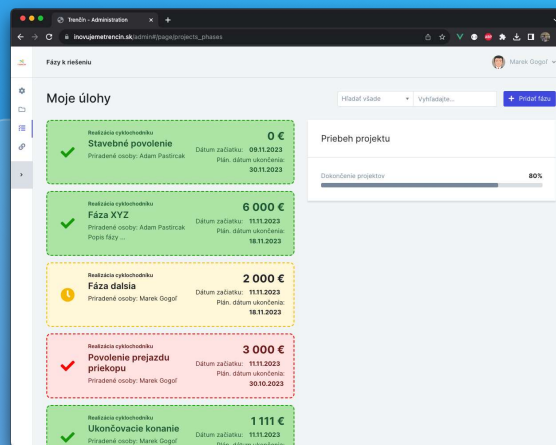 Trenčín - Administration
inovujemetrencin.sk/admin#/page/projects_phases
Fázy k riešeniu
Marek Gogoľ
Moje úlohy
Hľadať všade
Vyhľadajte...
+ Pridať fázu
Realizácia cyklochodníku
Stavebné povolenie
Priradené osoby: Adam Pastircak
0 €
Dátum začiatku: 09.11.2023
Plán. dátum ukončenia:
30.11.2023
Realizácia cyklochodníku
Fáza XYZ
Priradené osoby: Adam Pastircak
Popis fázy ...
6 000 €
Dátum začiatku: 11.11.2023
Plán. dátum ukončenia:
18.11.2023
Realizácia cyklochodníku
Fáza dalsia
Priradené osoby: Marek Gogoľ
2 000 €
Dátum začiatku: 11.11.2023
Plán. dátum ukončenia:
18.11.2023
Realizácia cyklochodníku
Povolenie prejazdu
priekopu
Priradené osoby: Marek Gogoľ
3 000 €
Dátum začiatku: 11.11.2023
Plán. dátum ukončenia:
30.10.2023
Realizácia cyklochodníku
Ukončovacie konanie
Priradené osoby: Marek Gogoľ
1 111 €
Dátum začiatku: 11.11.2023
Plán. dátum ukončenia:
Priebeh projektu
Dokončenie projektov
80%